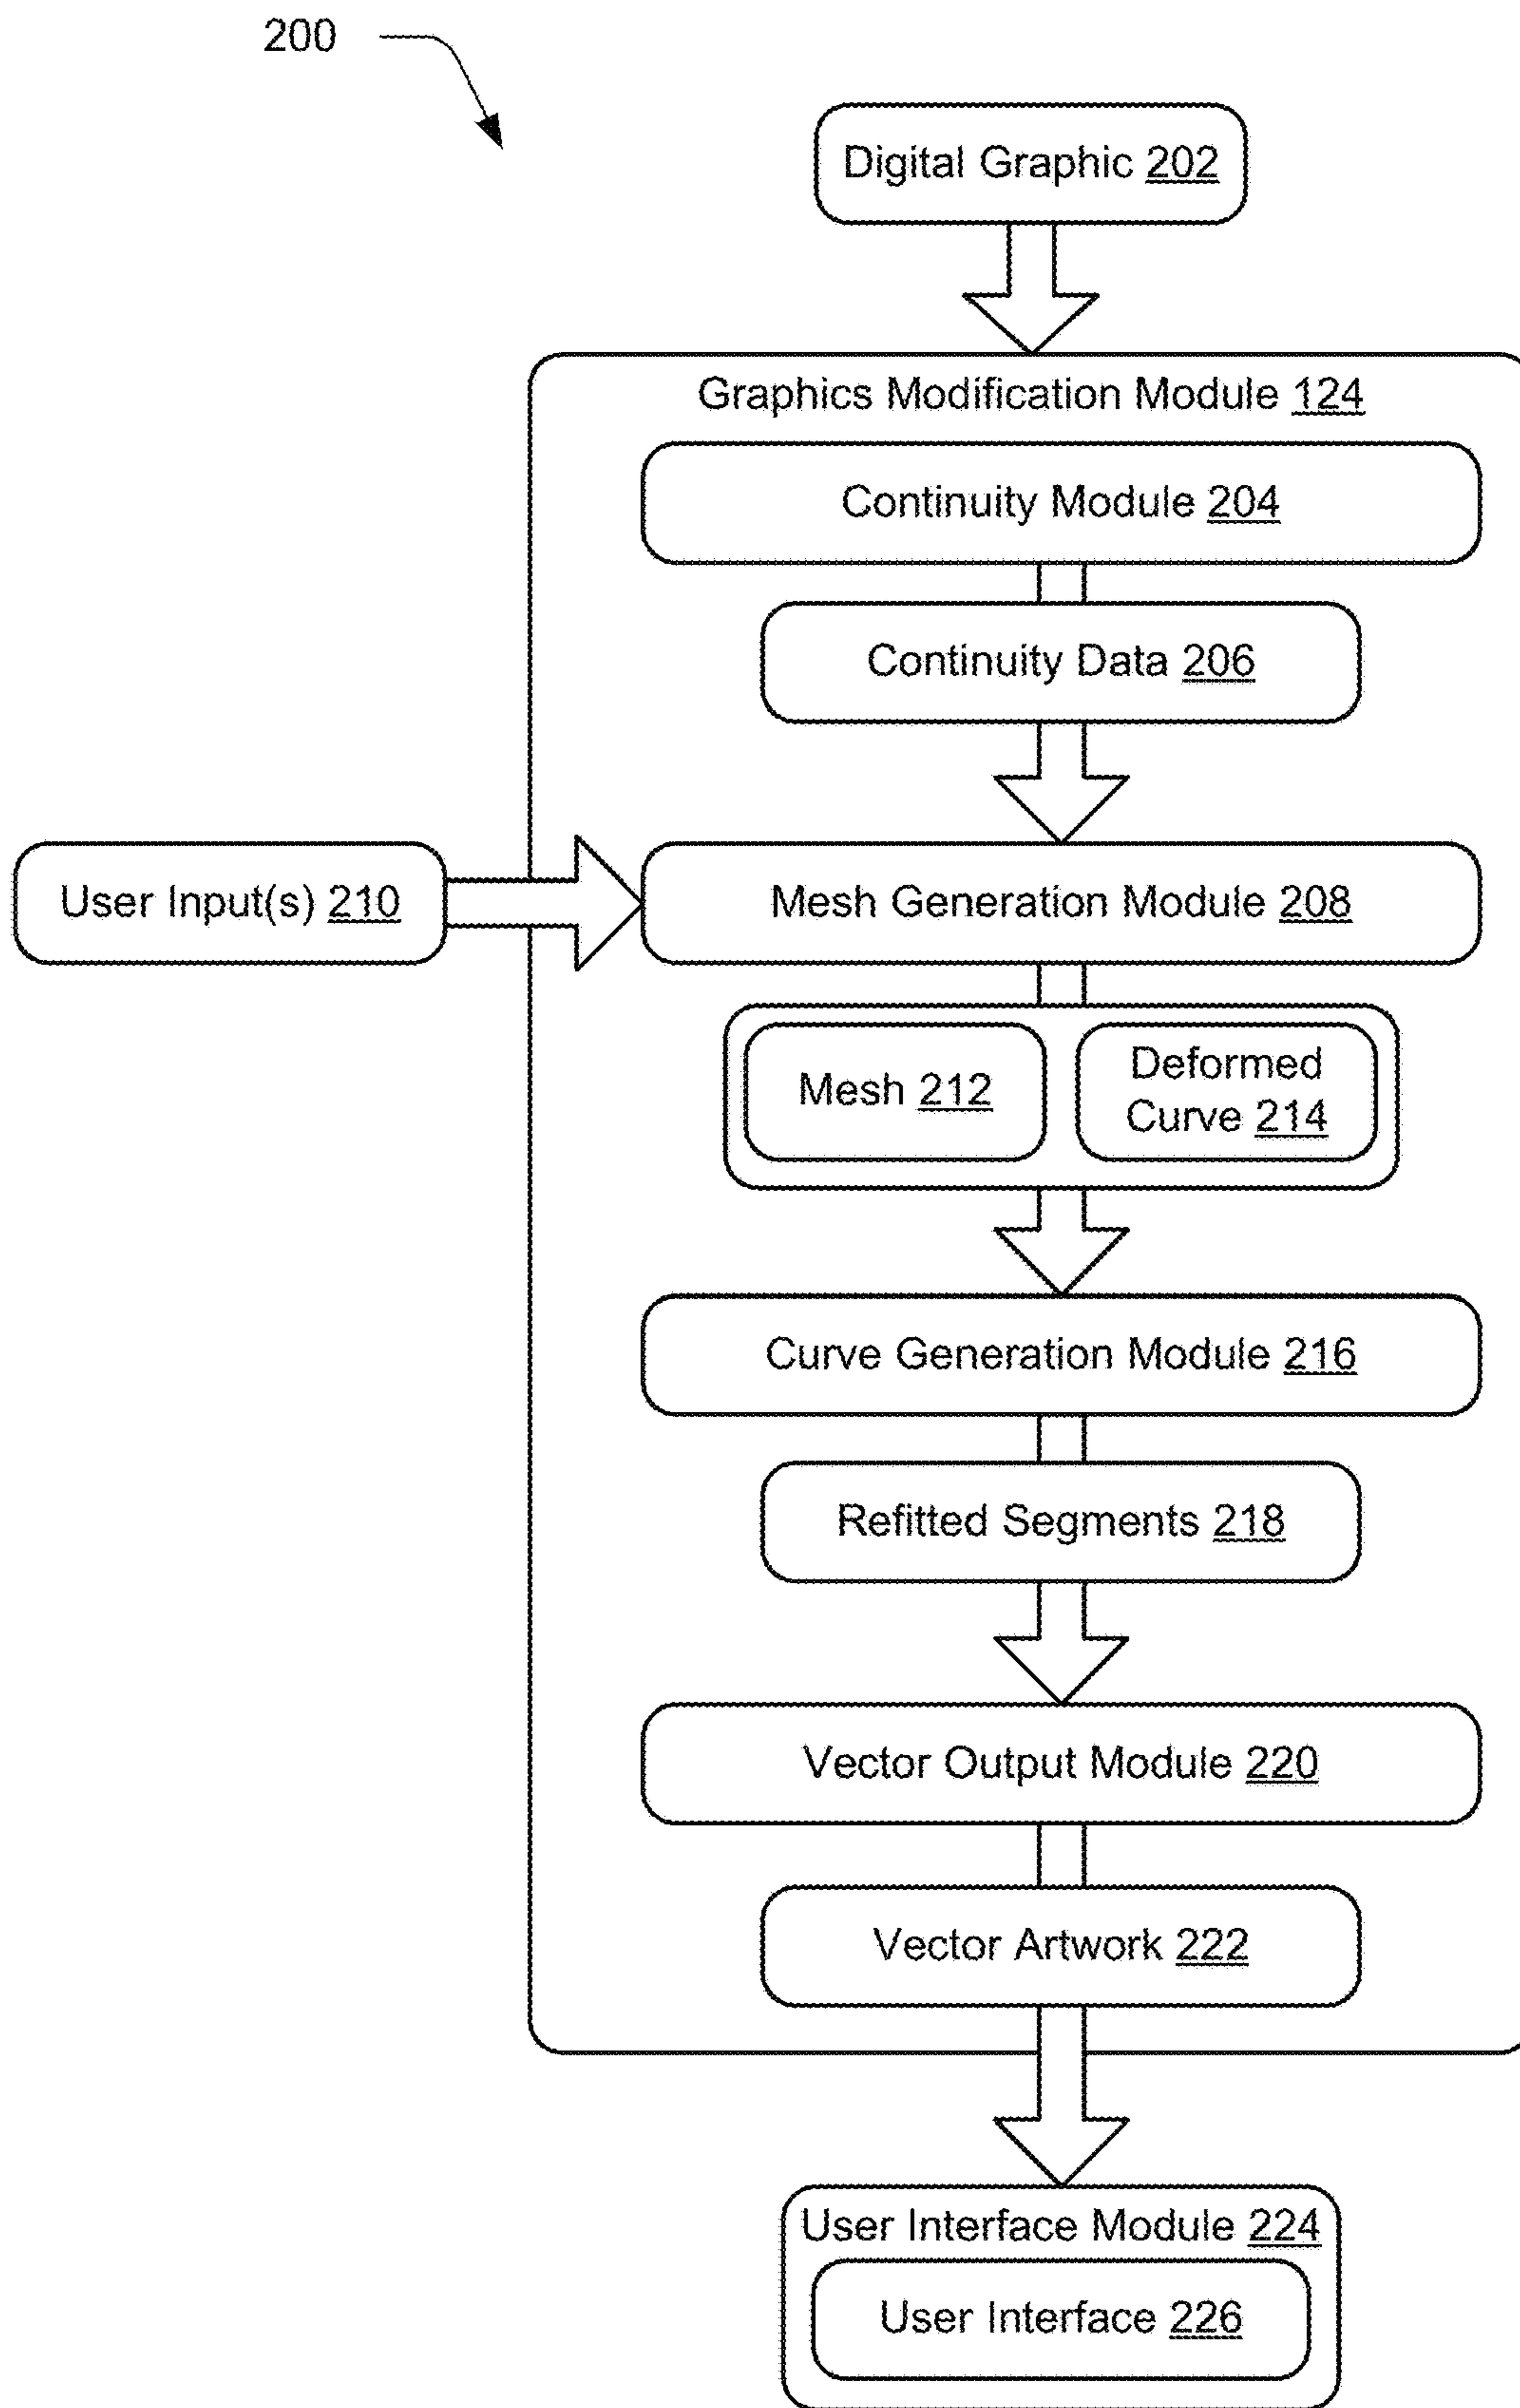 200
Digital Graphic 202
Graphics Modification Module 124
Continuity Module 204
Continuity Data 206
User Input(s) 210
Mesh Generation Module 208
Mesh 212
Deformed
Curve 214
Curve Generation Module 216
Refitted Segments 218
Vector Output Module 220
Vector Artwork 222
User Interface Module 224
User Interface 226